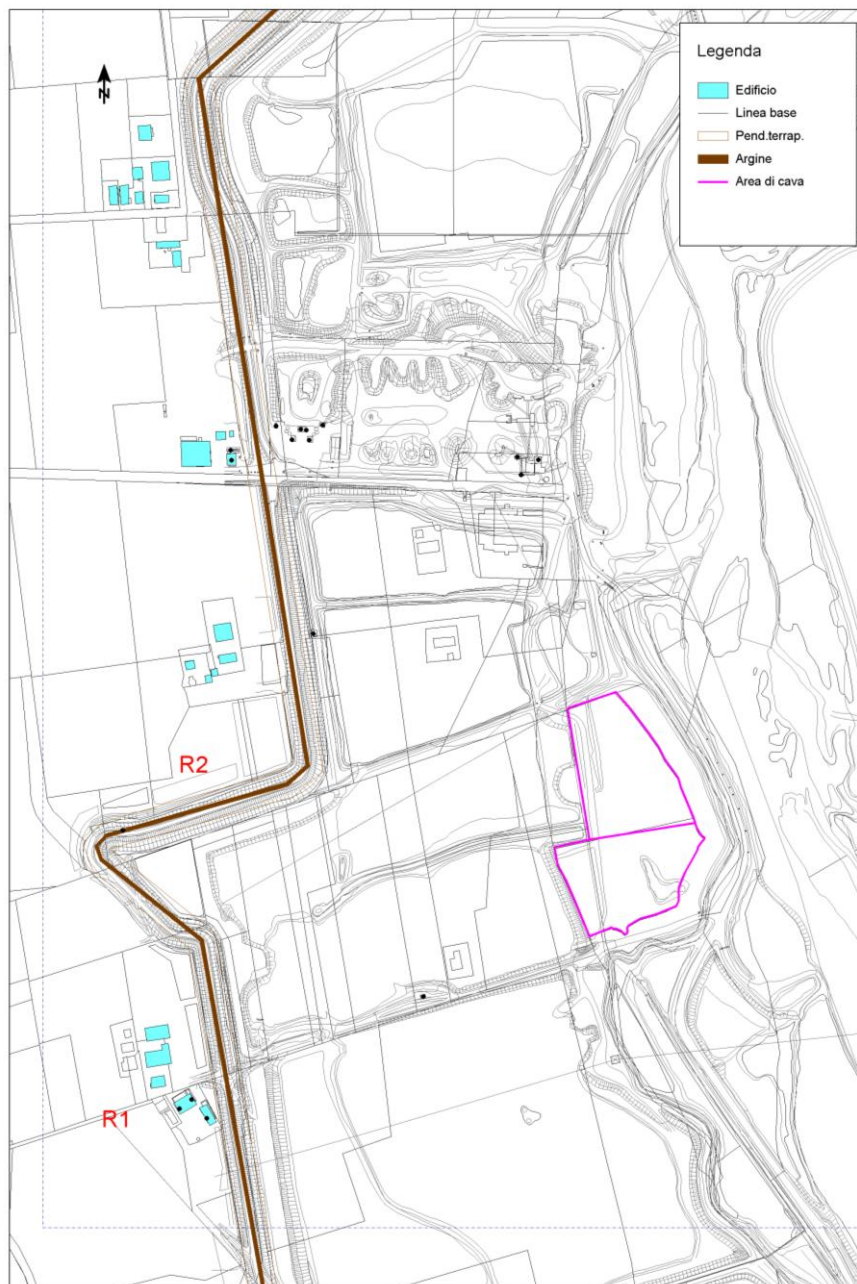 Legenda
Edificio
Linea base
Pend.terrap.
Argine
Area di cava
N
R2
R1